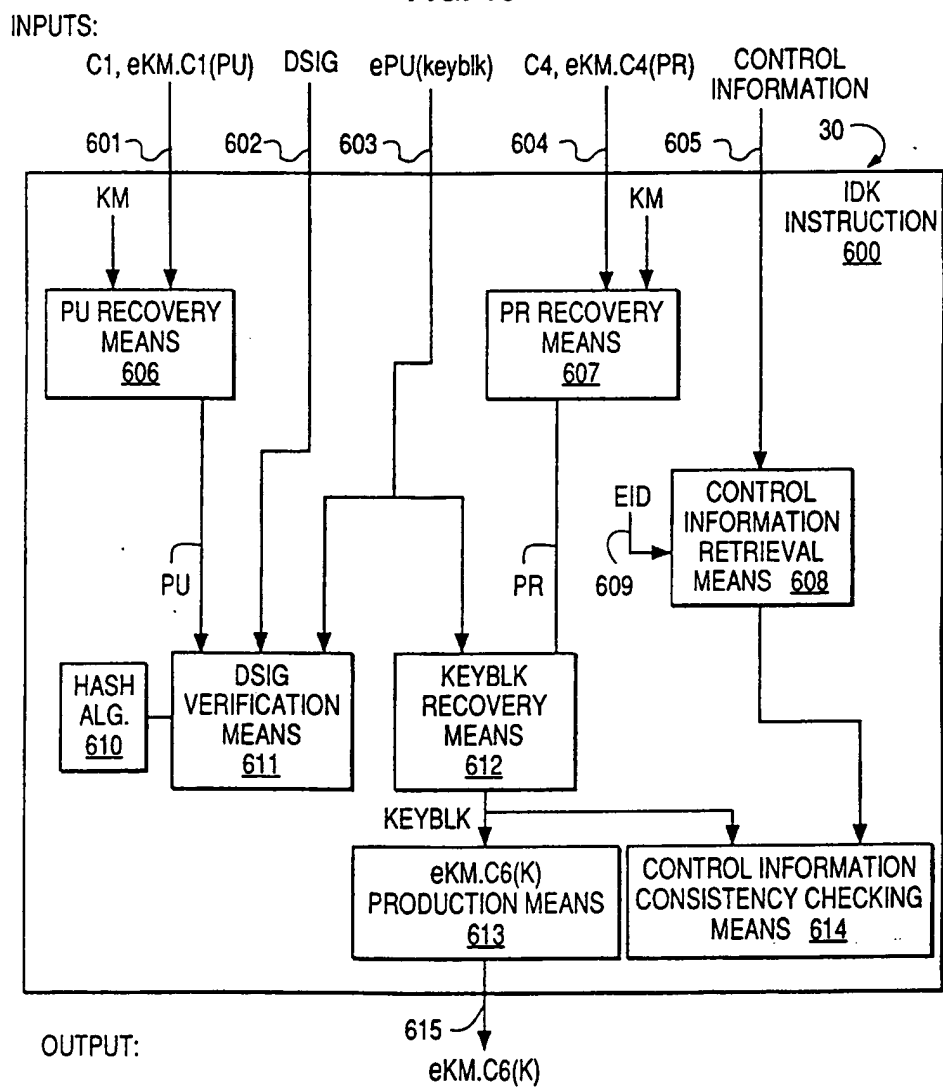 INPUTS:
C1, eKM.C1(PU)
DSIG
ePU(keyblk)
C4, eKM.C4(PR)
CONTROL
INFORMATION
601
602
603
604
605
30
KM
KM
IDK
INSTRUCTION
600
PU RECOVERY
MEANS
606
PR RECOVERY
MEANS
607
EID
609
CONTROL
INFORMATION
RETRIEVAL
MEANS 608
PU
PR
HASH
ALG.
610
DSIG
VERIFICATION
MEANS
611
KEYBLK
RECOVERY
MEANS
612
KEYBLK
eKM.C6(K)
PRODUCTION MEANS
613
CONTROL INFORMATION
CONSISTENCY CHECKING
MEANS 614
615
OUTPUT:
eKM.C6(K)